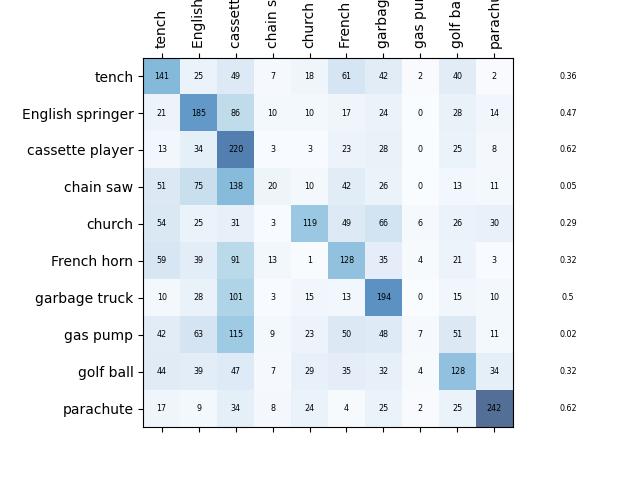 tench English cassett chain s church French garbag gas pu golf ba parachu
tench 141 25 49 7 18 61 42 2 40 2 0.36
English springer 21 185 86 10 10 17 24 0 28 14 0.47
cassette player 13 34 220 3 3 23 28 0 25 8 0.62
chain saw 51 75 138 20 10 42 26 0 13 11 0.05
church 54 25 31 3 119 49 66 6 26 30 0.29
French horn 59 39 91 13 1 128 35 4 21 3 0.32
garbage truck 10 28 101 3 15 13 194 0 15 10 0.5
gas pump 42 63 115 9 23 50 48 7 51 11 0.02
golf ball 44 39 47 7 29 35 32 4 128 34 0.32
parachute 17 9 34 8 24 4 25 2 25 242 0.62